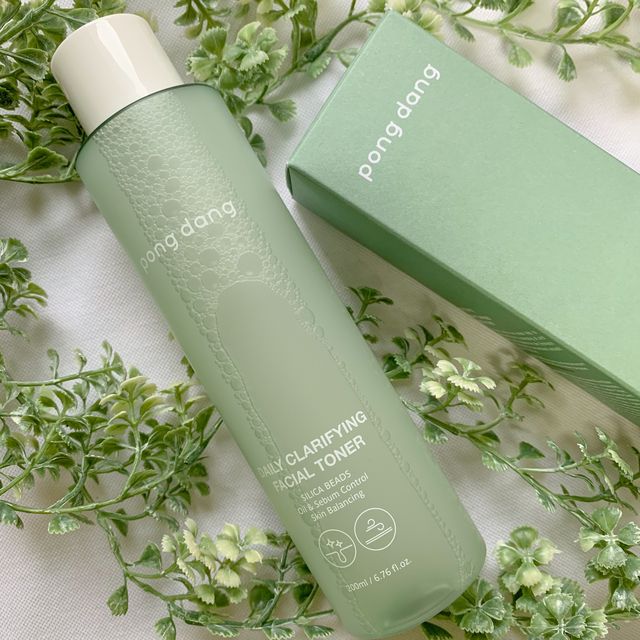 pong dang
pong dang
DAILY CLARIFYING
FACIAL TONER
SILICA BEADS
Oil & Sebum Control
Skin Balancing
200ml / 6.76 fl.oz.